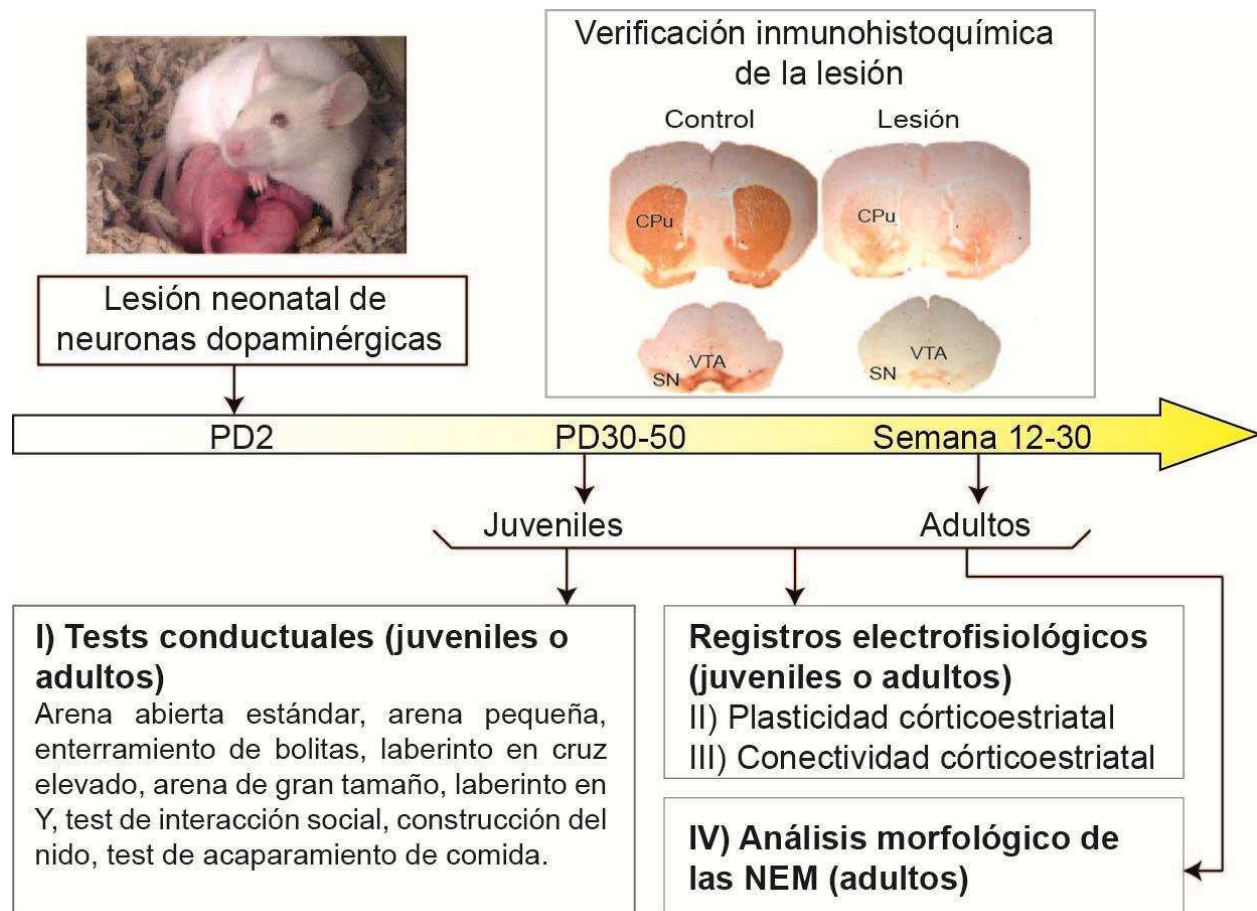 Verificación inmunohistoquímica
de la lesión
Control
Lesión
CPu
CPu
VTA
SN
VTA
SN
Lesión neonatal de
neuronas dopaminérgicas
PD2
PD30-50
Semana 12-30
Juveniles
Adultos
I) Tests conductuales (juveniles o
adultos)
Arena abierta estándar, arena pequeña,
enterramiento de bolitas, laberinto en cruz
elevado, arena de gran tamaño, laberinto en
Y, test de interacción social, construcción del
nido, test de acaparamiento de comida.
Registros electrofisiológicos
(juveniles o adultos)
II) Plasticidad córticoestriatal
III) Conectividad córticoestriatal
IV) Análisis morfológico de
las NEM (adultos)